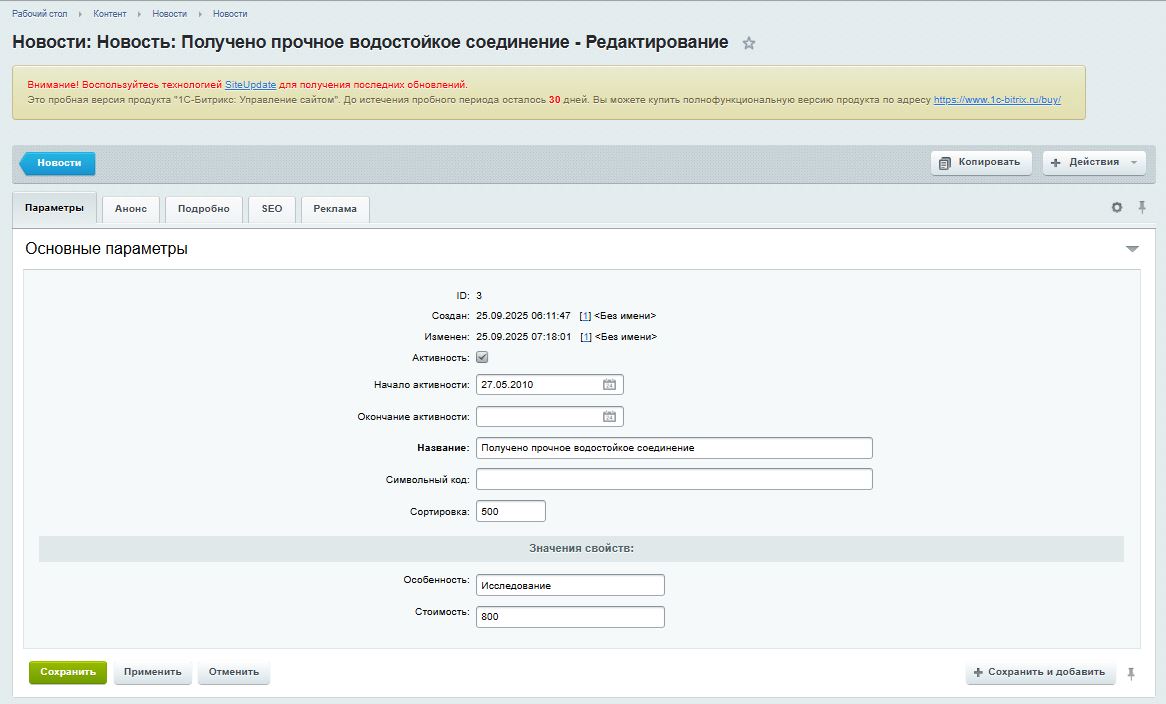 Рабочий стол Контент Новости Новости
Новости: Новость: Получено прочное водостойкое соединение - Редактирование
Внимание! Воспользуйтесь технологией SiteUpdate для получения последних обновлений.
Это пробная версия продукта "1С-Битрикс: Управление сайтом". До истечения пробного периода осталось 30 дней. Вы можете купить полнофункциональную версию продукта по адресу https://www.1c-bitrix.ru/buy/
Новости Копировать Действия
Параметры Анонс Подробно SEO Реклама
Основные параметры
ID: 3
Создан: 25.09.2025 06:11:47 [1] <Без имени>
Изменен: 25.09.2025 07:18:01 [1] <Без имени>
Активность:
Начало активности: 27.05.2010
Окончание активности:
Название: Получено прочное водостойкое соединение
Символьный код:
Сортировка: 500
Значения свойств:
Особенность: Исследование
Стоимость: 800
Сохранить Применить Отменить Сохранить и добавить